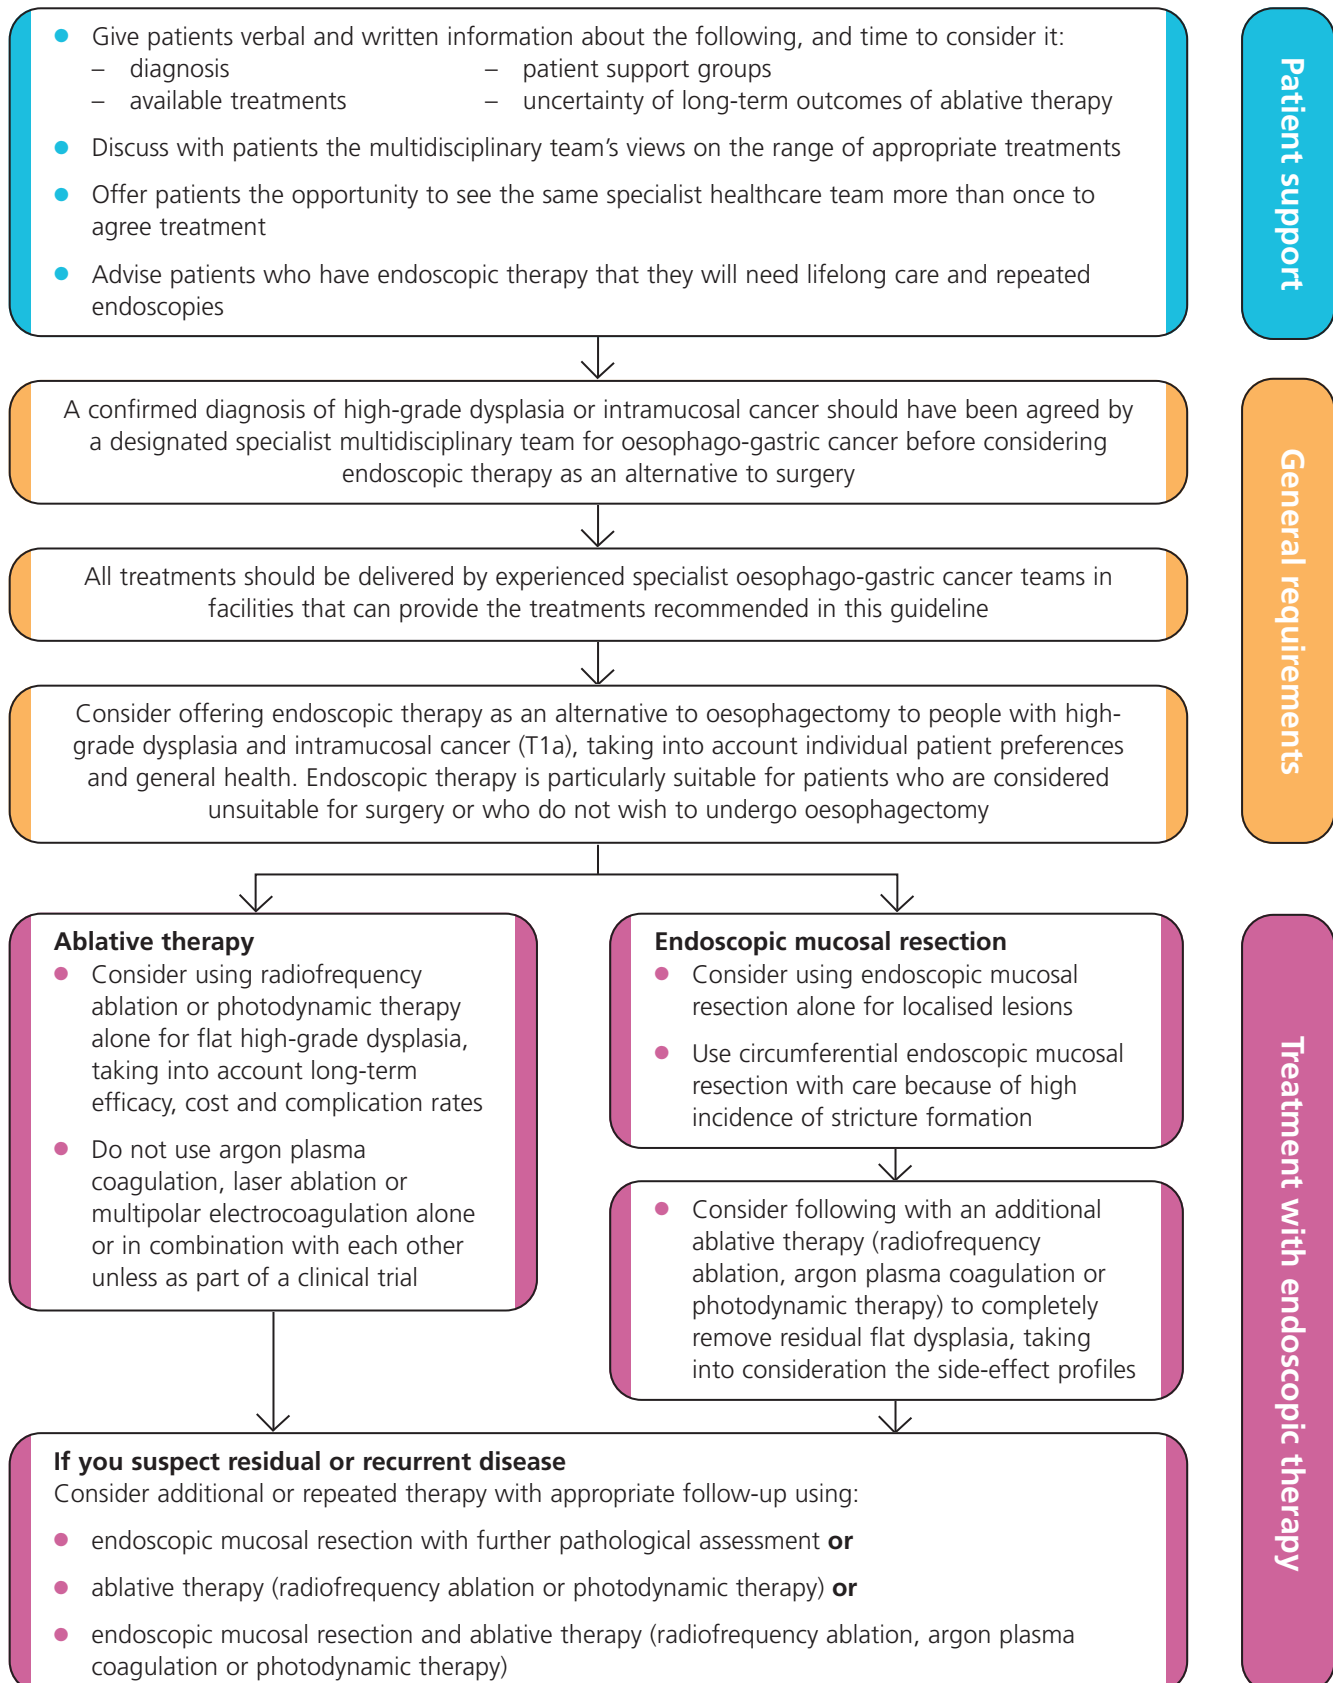 • Give patients verbal and written information about the following, and time to consider it:
– diagnosis – patient support groups
– available treatments – uncertainty of long-term outcomes of ablative therapy
• Discuss with patients the multidisciplinary team’s views on the range of appropriate treatments
• Offer patients the opportunity to see the same specialist healthcare team more than once to
agree treatment
• Advise patients who have endoscopic therapy that they will need lifelong care and repeated
endoscopies
Patient support
A confirmed diagnosis of high-grade dysplasia or intramucosal cancer should have been agreed by
a designated specialist multidisciplinary team for oesophago-gastric cancer before considering
endoscopic therapy as an alternative to surgery
All treatments should be delivered by experienced specialist oesophago-gastric cancer teams in
facilities that can provide the treatments recommended in this guideline
Consider offering endoscopic therapy as an alternative to oesophagectomy to people with high-
grade dysplasia and intramucosal cancer (T1a), taking into account individual patient preferences
and general health. Endoscopic therapy is particularly suitable for patients who are considered
unsuitable for surgery or who do not wish to undergo oesophagectomy
General requirements
Ablative therapy
• Consider using radiofrequency
ablation or photodynamic therapy
alone for flat high-grade dysplasia,
taking into account long-term
efficacy, cost and complication rates
• Do not use argon plasma
coagulation, laser ablation or
multipolar electrocoagulation alone
or in combination with each other
unless as part of a clinical trial
Endoscopic mucosal resection
• Consider using endoscopic mucosal
resection alone for localised lesions
• Use circumferential endoscopic mucosal
resection with care because of high
incidence of stricture formation
• Consider following with an additional
ablative therapy (radiofrequency
ablation, argon plasma coagulation or
photodynamic therapy) to completely
remove residual flat dysplasia, taking
into consideration the side-effect profiles
If you suspect residual or recurrent disease
Consider additional or repeated therapy with appropriate follow-up using:
• endoscopic mucosal resection with further pathological assessment or
• ablative therapy (radiofrequency ablation or photodynamic therapy) or
• endoscopic mucosal resection and ablative therapy (radiofrequency ablation, argon plasma
coagulation or photodynamic therapy)
Treatment with endoscopic therapy